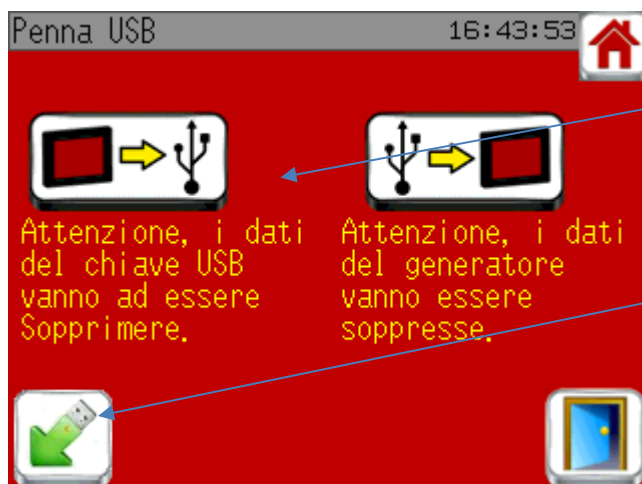 Penna USB
16:43:53
Attenzione, i dati
del chiave USB
vanno ad essere
Sopprimere.
Attenzione, i dati
del generatore
vanno essere
soppresse.